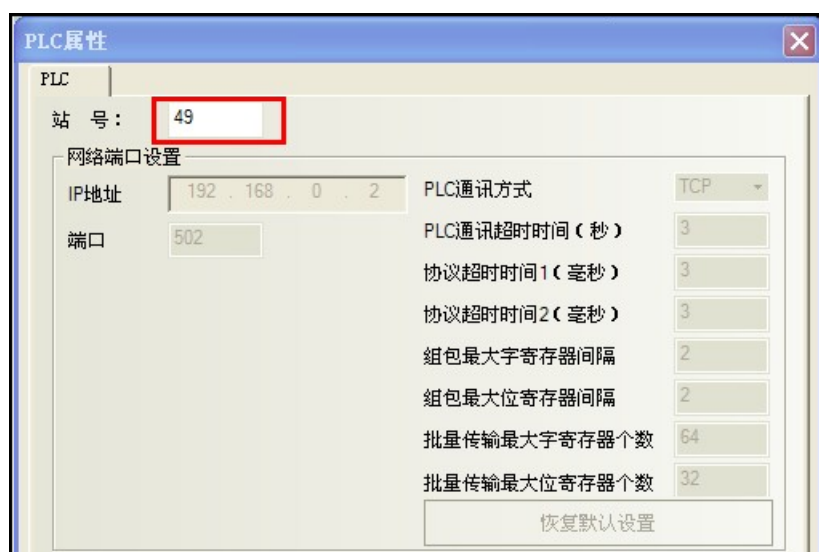 PLC属性
PLC
站 号: 49
网络端口设置
IP地址 192 . 168 . 0 . 2 PLC通讯方式 TCP
端口 502 PLC通讯超时时间(秒) 3
协议超时时间1(毫秒) 3
协议超时时间2(毫秒) 3
组包最大字寄存器间隔 2
组包最大位寄存器间隔 2
批量传输最大字寄存器个数 64
批量传输最大位寄存器个数 32
恢复默认设置